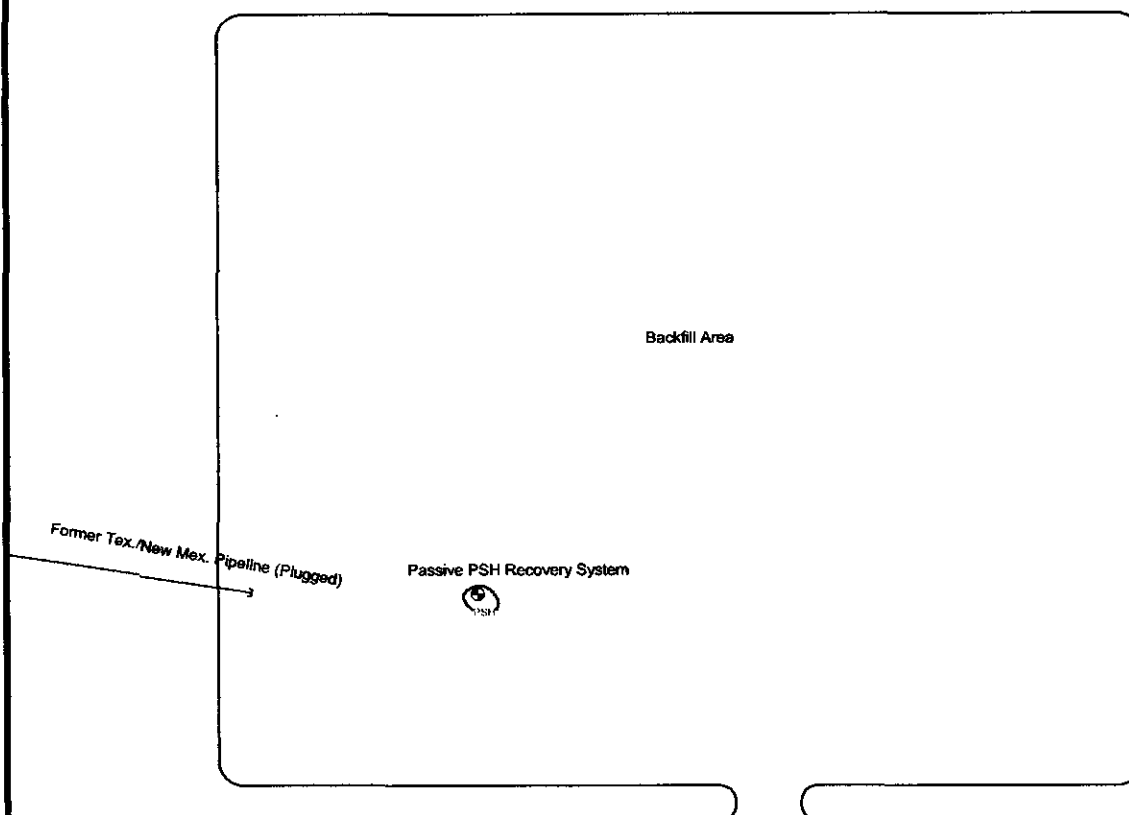 Backfill Area
Former Tex./New Mex. Pipeline (Plugged)
Passive PSH Recovery System
PSH